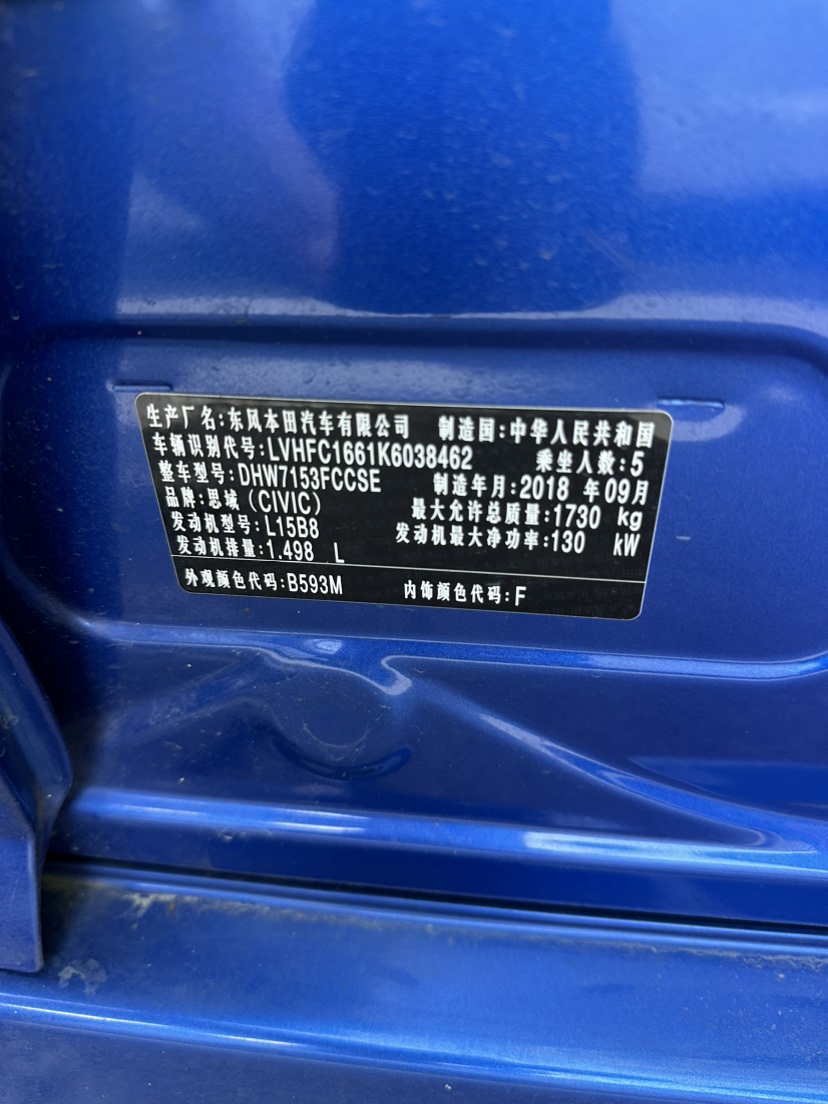 生产厂名:东风本田汽车有限公司 制造国:中华人民共和国
车辆识别代号:LVHFC1661K6038462 乘坐人数:5
整车型号:DHW7153FCCSE 制造年月:2018 年09月
品牌:思域(CIVIC) 最大允许总质量:1730 kg
发动机型号:L15B8 发动机最大净功率:130 kW
发动机排量:1.498 L
外观颜色代码:B593M 内饰颜色代码:F